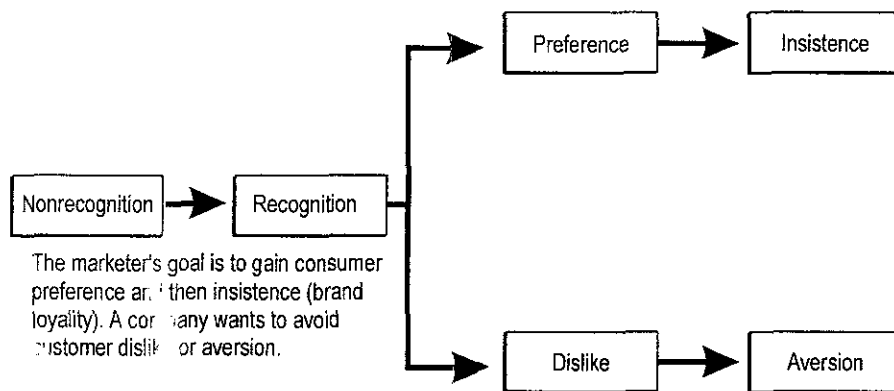 Preference
Insistence
Nonrecognition
Recognition
The marketer's goal is to gain consumer
preference then insistence (brand
loyality). A wants to avoid
or aversion.
Dislike
Aversion